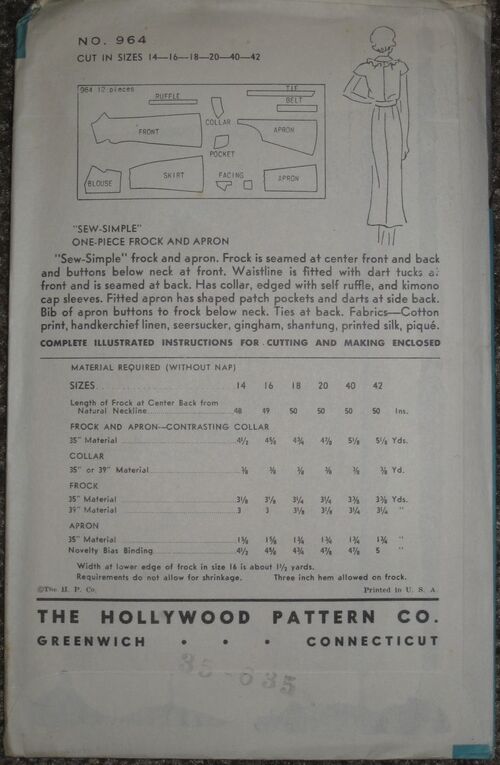 NO. 964
CUT IN SIZES 14—16—18—20—40—42
964 12 pieces
RUFFLE
TIE
BELT
COLLAR
FRONT
APRON
POCKET
BLOUSE
SKIRT
FACING
APRON
"SEW-SIMPLE"
ONE-PIECE FROCK AND APRON
"Sew-Simple" frock and apron. Frock is seamed at center front and back
and buttons below neck at front. Waistline is fitted with dart tucks at
front and is seamed at back. Has collar, edged with self ruffle, and kimono
cap sleeves. Fitted apron has shaped patch pockets and darts at side back.
Bib of apron buttons to frock below neck. Ties at back. Fabrics—Cotton
print, handkerchief linen, seersucker, gingham, shantung, printed silk, piqué.
COMPLETE ILLUSTRATED INSTRUCTIONS FOR CUTTING AND MAKING ENCLOSED
MATERIAL REQUIRED (WITHOUT NAP)
SIZES 14 16 18 20 40 42
Length of Frock at Center Back from
Natural Neckline 48 49 50 50 50 50 Ins.
FROCK AND APRON—CONTRASTING COLLAR
35" Material 4½ 4⅝ 4¾ 4⅞ 5⅛ 5⅛ Yds.
COLLAR
35" or 39" Material ⅜ ⅜ ⅜ ⅜ ⅜ ⅜ Yd.
FROCK
35" Material 3⅛ 3⅛ 3¼ 3¼ 3⅜ 3⅜ Yds.
39" Material 3 3 3⅛ 3⅛ 3¼ 3¼ "
APRON
35" Material 1⅝ 1⅝ 1¾ 1¾ 1¾ 1¾ "
Novelty Bias Binding 4½ 4⅝ 4¾ 4⅞ 4⅞ 5 "
Width at lower edge of frock in size 16 is about 1½ yards.
Requirements do not allow for shrinkage. Three inch hem allowed on frock.
©The H. P. Co. Printed in U. S. A.
THE HOLLYWOOD PATTERN CO.
GREENWICH • • • CONNECTICUT
35-635